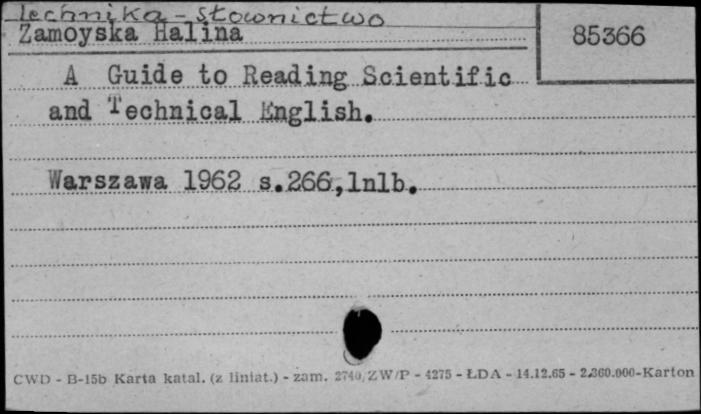 Technika - słownictwo
Zamoyska Halina
85366
A Guide to Reading Scientific
and Technical English.
Warszawa 1962 s.266,lnlb.
CWD - B-15b Karta katal. (z liniat.) - zam. 2740/ZW/P - 4275 - ŁDA - 14.12.65 - 2.360.000-Karton